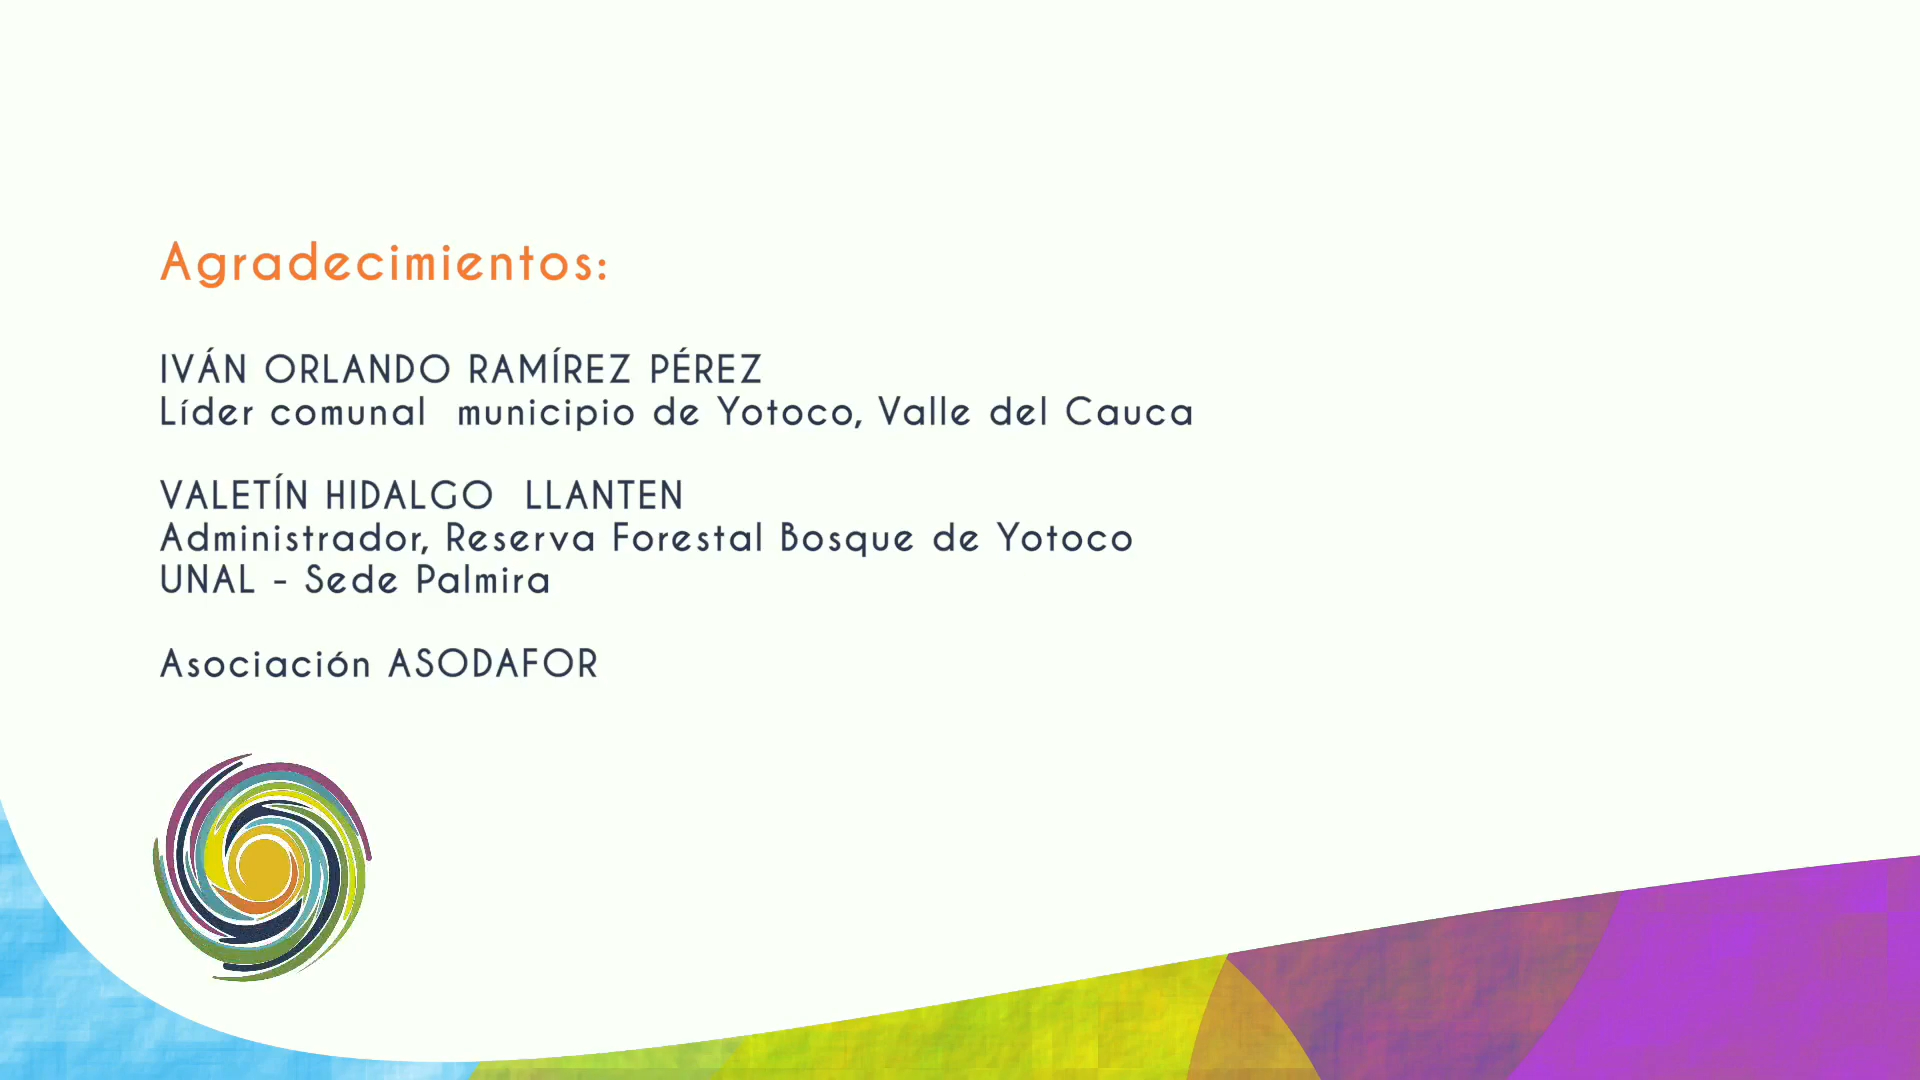 Agradecimientos:
IVÁN ORLANDO RAMÍREZ PÉREZ
Líder comunal  municipio de Yotoco, Valle del Cauca
VALETÍN HIDALGO  LLANTEN
Administrador, Reserva Forestal Bosque de Yotoco
UNAL - Sede Palmira
Asociación ASODAFOR